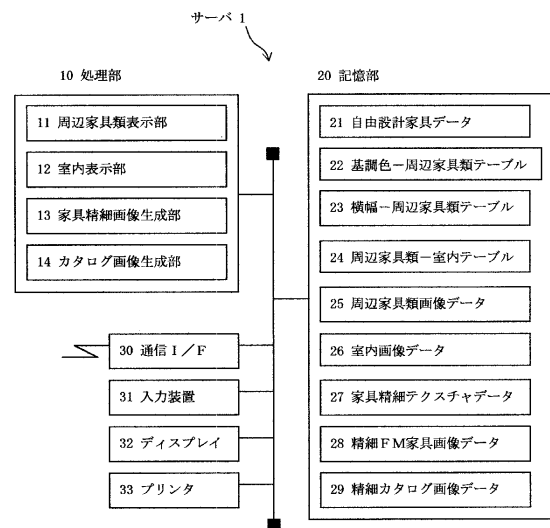 サーバ 1
10 処理部
11 周辺家具類表示部
12 室内表示部
13 家具精細画像生成部
14 カタログ画像生成部
20 記憶部
21 自由設計家具データ
22 基調色－周辺家具類テーブル
23 横幅－周辺家具類テーブル
24 周辺家具類－室内テーブル
25 周辺家具類画像データ
26 室内画像データ
27 家具精細テクスチャデータ
28 精細FM家具画像データ
29 精細カタログ画像データ
30 通信I／F
31 入力装置
32 ディスプレイ
33 プリンタ